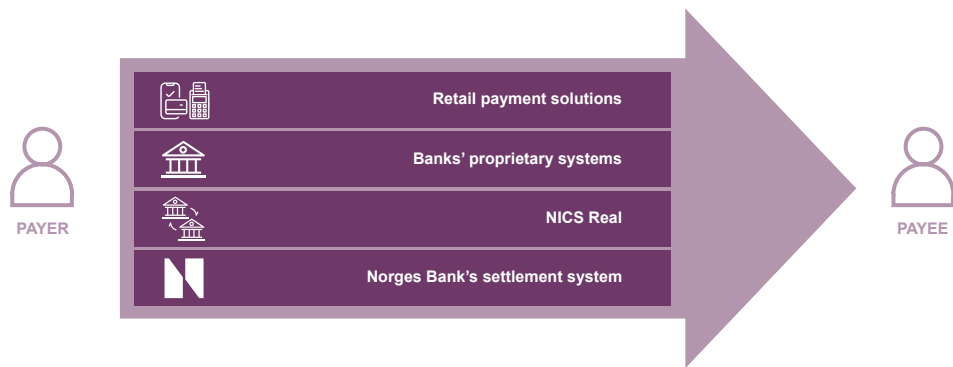 Retail payment solutions
Banks’ proprietary systems
NICS Real
Norges Bank’s settlement system
PAYER
PAYEE